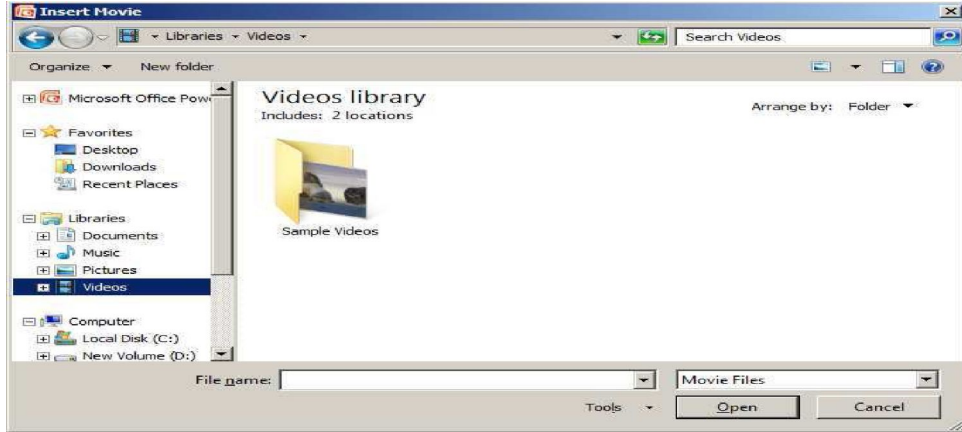 Insert Movie
Libraries Videos
Search Videos
Organize
New folder
Microsoft Office Pow
Favorites
Desktop
Downloads
Recent Places
Libraries
Documents
Music
Pictures
Videos
Computer
Local Disk (C:)
New Volume (D:)
Videos library
Includes: 2 locations
Arrange by: Folder
Sample Videos
File name:
Movie Files
Tools
Open
Cancel